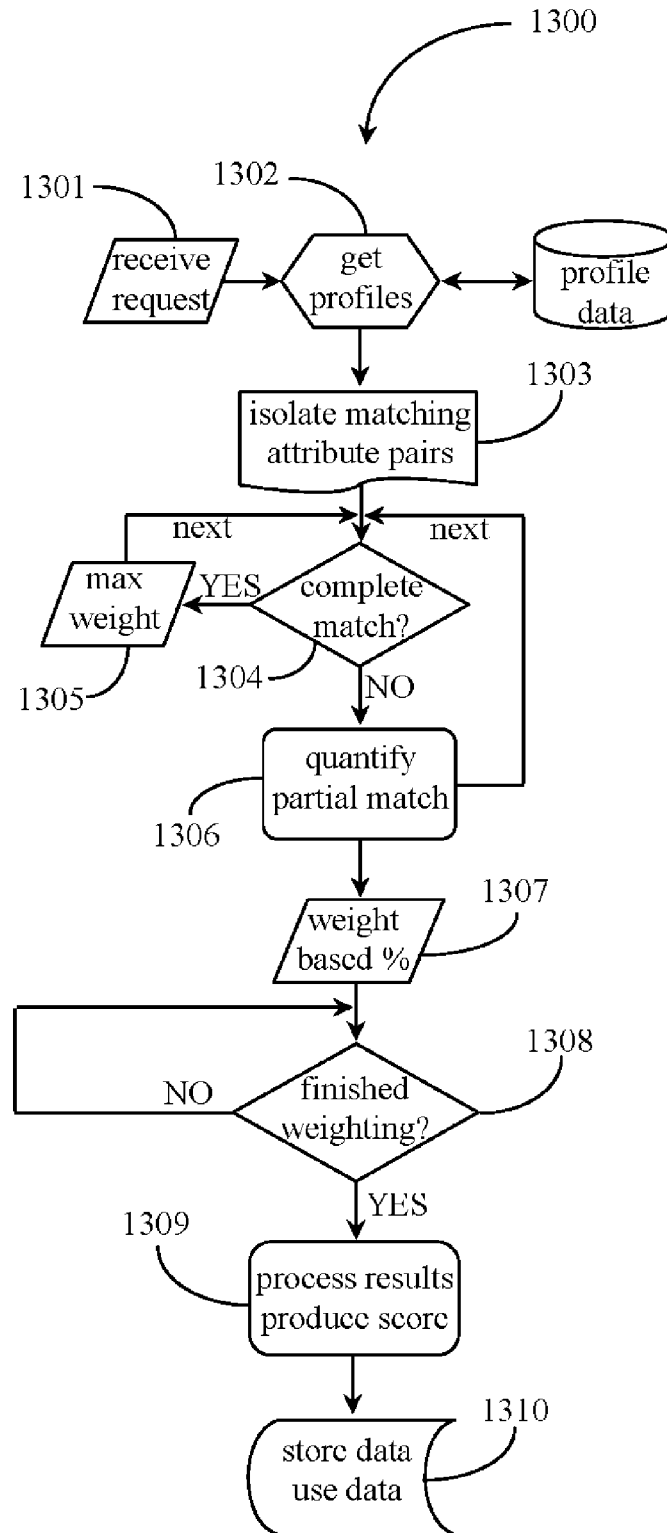 1300
1301
1302
receive
request
get
profiles
profile
data
1303
isolate matching
attribute pairs
next
next
max
weight
YES
complete
match?
1304
1305
NO
quantify
partial match
1306
1307
weight
based %
1308
NO
finished
weighting?
YES
1309
process results
produce score
1310
store data
use data